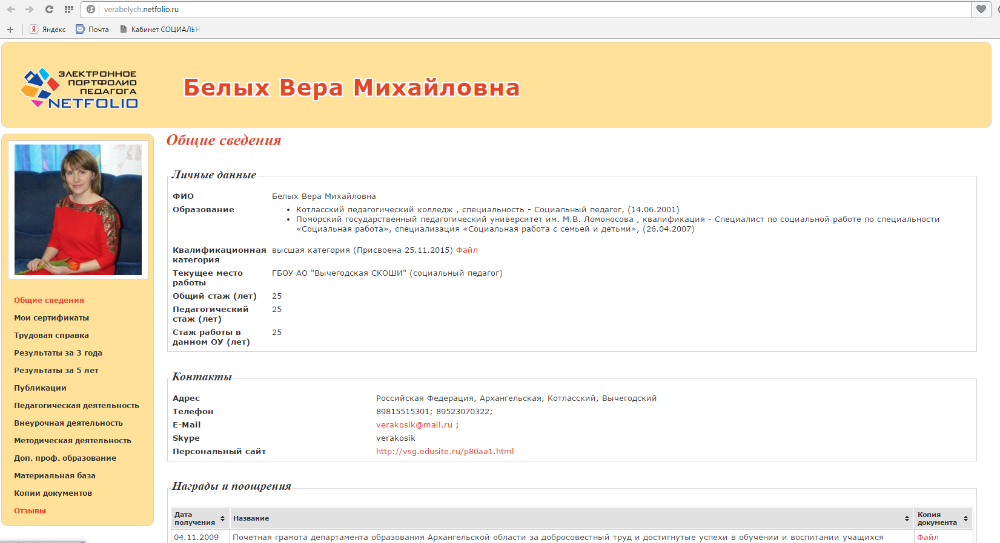 verabelych.netfolio.ru
Яндекс
Почта
Кабинет СОЦИАЛЬН
ЭЛЕКТРОННОЕ
ПОРТФОЛИО
ПЕДАГОГА
NETFOLIO
Белых Вера Михайловна
Общие сведения
Мои сертификаты
Трудовая справка
Результаты за 3 года
Результаты за 5 лет
Публикации
Педагогическая деятельность
Внеурочная деятельность
Методическая деятельность
Доп. проф. образование
Материальная база
Копии документов
Отзывы
Общие сведения
Личные данные
ФИО Белых Вера Михайловна
Образование • Котласский педагогический колледж , специальность - Социальный педагог, (14.06.2001)
• Поморский государственный педагогический университет им. М.В. Ломоносова , квалификация - Специалист по социальной работе по специальности
«Социальная работа», специализация «Социальная работа с семьей и детьми», (26.04.2007)
Квалификационная высшая категория (Присвоена 25.11.2015) Файл
категория
Текущее место ГБОУ АО "Вычегодская СКОШИ" (социальный педагог)
работы
Общий стаж (лет) 25
Педагогический 25
стаж (лет)
Стаж работы в 25
данном ОУ (лет)
Контакты
Адрес Российская Федерация, Архангельская, Котласский, Вычегодский
Телефон 89815515301; 89523070322;
E-Mail verakosik@mail.ru ;
Skype verakosik
Персональный сайт http://vsg.edusite.ru/p80aa1.html
Награды и поощрения
Дата
получения
Название
Копия
документа
04.11.2009 Почетная грамота департамента образования Архангельской области за добросовестный труд и достигнутые успехи в обучении и воспитании учащихся Файл